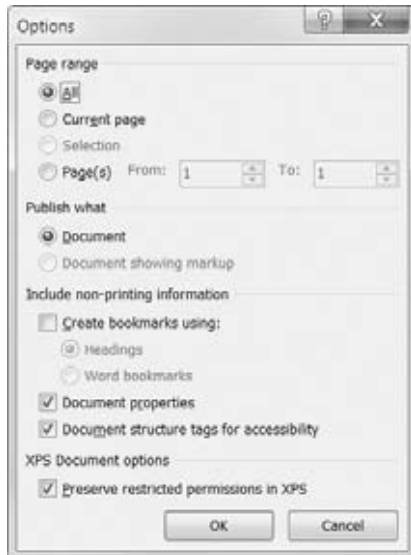 Options
Page range
All
Current page
Selection
Page(s) From: 1 To: 1
Publish what
Document
Document showing markup
Include non-printing information
Create bookmarks using:
Headings
Word bookmarks
Document properties
Document structure tags for accessibility
XPS Document options
Preserve restricted permissions in XPS
OK Cancel